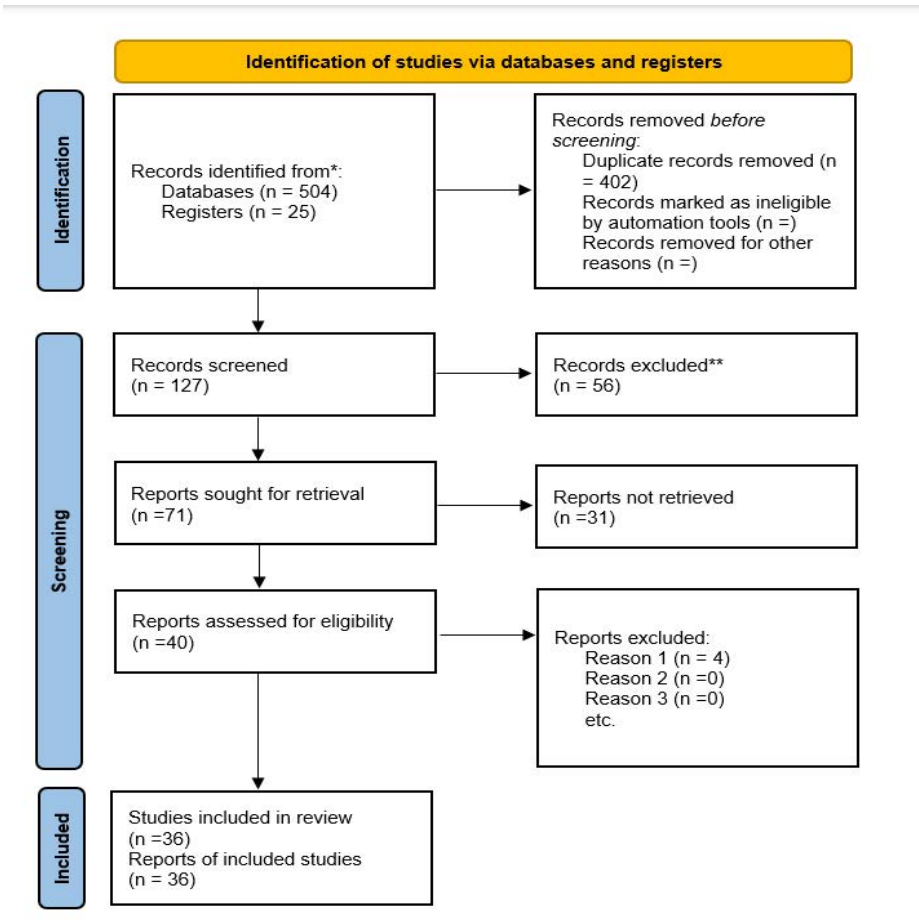 Identification of studies via databases and registers
Identification
Records identified from*:
Databases (n = 504)
Registers (n = 25)
Records removed before
screening:
Duplicate records removed (n
= 402)
Records marked as ineligible
by automation tools (n =)
Records removed for other
reasons (n =)
Screening
Records screened
(n = 127)
Records excluded**
(n = 56)
Reports sought for retrieval
(n =71)
Reports not retrieved
(n =31)
Reports assessed for eligibility
(n =40)
Reports excluded:
Reason 1 (n = 4)
Reason 2 (n =0)
Reason 3 (n =0)
etc.
Included
Studies included in review
(n =36)
Reports of included studies
(n = 36)